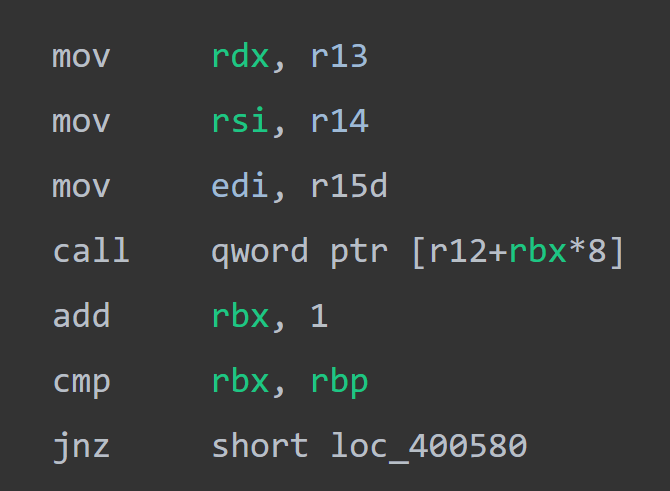 mov rdx, r13
mov rsi, r14
mov edi, r15d
call qword ptr [r12+rbx*8]
add rbx, 1
cmp rbx, rbp
jnz short loc_400580